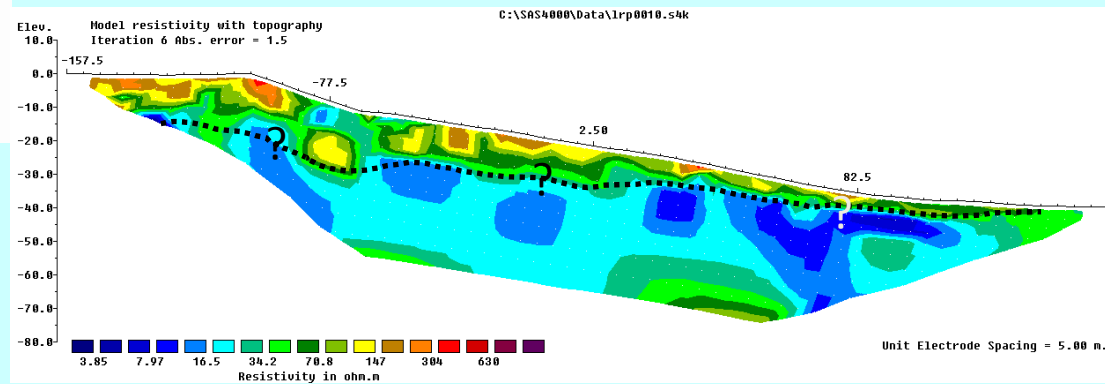 C:\SAS4000\Data\lrp0010.s4k
Elev.
Model resistivity with topography
Iteration 6 Abs. error = 1.5
10.0
0.0
-10.0
-20.0
-30.0
-40.0
-50.0
-60.0
-70.0
-80.0
-157.5
-77.5
2.50
82.5
?
?
?
3.85 7.97 16.5 34.2 70.8 147 304 630
Resistivity in ohm.m
Unit Electrode Spacing = 5.00 m.